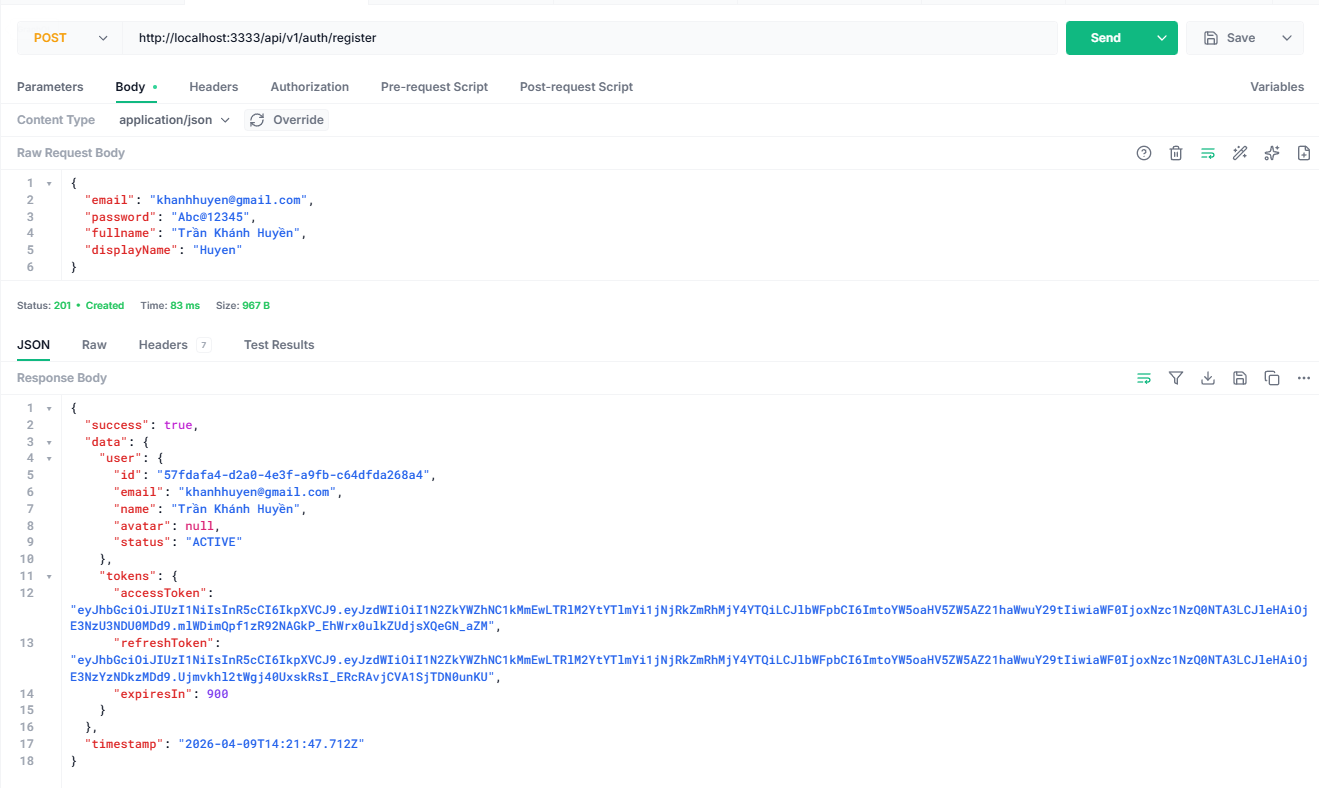 POST http://localhost:3333/api/v1/auth/register Send Save
Parameters Body Headers Authorization Pre-request Script Post-request Script Variables
Content Type application/json Override
Raw Request Body
1 {
2 "email": "khanhhuyen@gmail.com",
3 "password": "Abc@12345",
4 "fullname": "Trần Khánh Huyền",
5 "displayName": "Huyen"
6 }
Status: 201 • Created Time: 83 ms Size: 967 B
JSON Raw Headers 7 Test Results
Response Body
1 {
2 "success": true,
3 "data": {
4 "user": {
5 "id": "57fdafa4-d2a0-4e3f-a9fb-c64dfda268a4",
6 "email": "khanhhuyen@gmail.com",
7 "name": "Trần Khánh Huyền",
8 "avatar": null,
9 "status": "ACTIVE"
10 },
11 "tokens": {
12 "accessToken":
"eyJhbGciOiJIUzI1NiIsInR5cCI6IkpXVCJ9.eyJzdWIiOiI1N2ZkYWZhNC1kMmEwLTRlM2YtYTlmYi1jNjRkZmRhMjY4YTQiLCJlbWFpbCI6ImtoYW5oaHV5ZW5AZ21haWwuY29tIiwiaWF0IjoxNzc1NzQ0NTA3LCJleHAiOj
E3NzU3NDU0MDd9.mlWDimQpf1zR92NAGkP_EhWrx0ulkZUdjsXQeGN_aZM",
13 "refreshToken":
"eyJhbGciOiJIUzI1NiIsInR5cCI6IkpXVCJ9.eyJzdWIiOiI1N2ZkYWZhNC1kMmEwLTRlM2YtYTlmYi1jNjRkZmRhMjY4YTQiLCJlbWFpbCI6ImtoYW5oaHV5ZW5AZ21haWwuY29tIiwiaWF0IjoxNzc1NzQ0NTA3LCJleHAiOj
E3NzYzNDkzMDd9.Ujmvkhl2tWgj40UxskRsI_ERcRAvjCVA1SjTDN0unKU",
14 "expiresIn": 900
15 }
16 },
17 "timestamp": "2026-04-09T14:21:47.712Z"
18 }